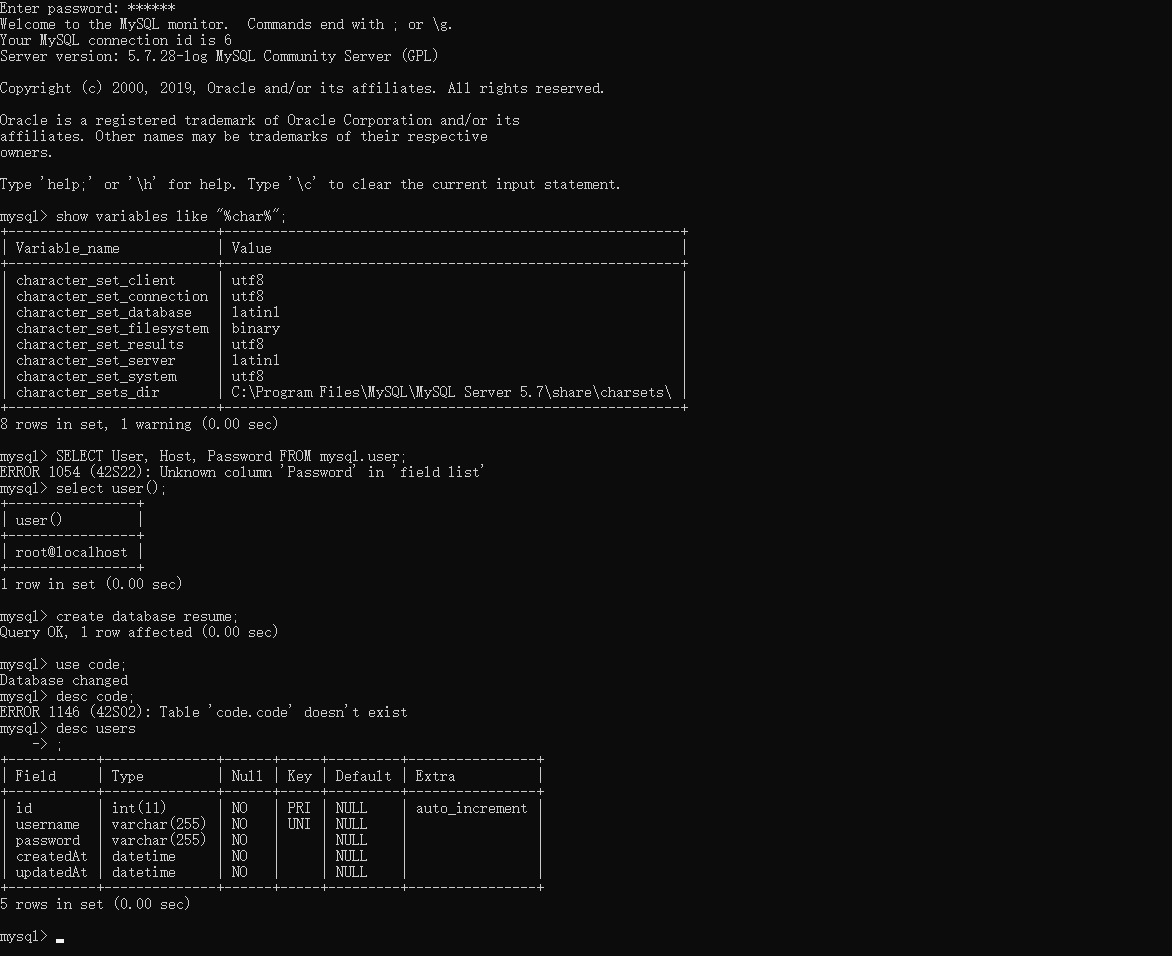 Enter password: ******
Welcome to the MySQL monitor.  Commands end with ; or \g.
Your MySQL connection id is 6
Server version: 5.7.28-log MySQL Community Server (GPL)
Copyright (c) 2000, 2019, Oracle and/or its affiliates. All rights reserved.
Oracle is a registered trademark of Oracle Corporation and/or its
affiliates. Other names may be trademarks of their respective
owners.
Type 'help;' or '\h' for help. Type '\c' to clear the current input statement.
mysql> show variables like "%char%";
+--------------------------+---------------------------------------------------------+
| Variable_name            | Value                                                   |
+--------------------------+---------------------------------------------------------+
| character_set_client     | utf8                                                    |
| character_set_connection | utf8                                                    |
| character_set_database   | latin1                                                  |
| character_set_filesystem | binary                                                  |
| character_set_results    | utf8                                                    |
| character_set_server     | latin1                                                  |
| character_set_system     | utf8                                                    |
| character_sets_dir       | C:\Program Files\MySQL\MySQL Server 5.7\share\charsets\ |
+--------------------------+---------------------------------------------------------+
8 rows in set, 1 warning (0.00 sec)
mysql> SELECT User, Host, Password FROM mysql.user;
ERROR 1054 (42S22): Unknown column 'Password' in 'field list'
mysql> select user();
+----------------+
| user()         |
+----------------+
| root@localhost |
+----------------+
1 row in set (0.00 sec)
mysql> create database resume;
Query OK, 1 row affected (0.00 sec)
mysql> use code;
Database changed
mysql> desc code;
ERROR 1146 (42S02): Table 'code.code' doesn't exist
mysql> desc users
    -> ;
+-----------+--------------+------+-----+---------+----------------+
| Field     | Type         | Null | Key | Default | Extra          |
+-----------+--------------+------+-----+---------+----------------+
| id        | int(11)      | NO   | PRI | NULL    | auto_increment |
| username  | varchar(255) | NO   | UNI | NULL    |                |
| password  | varchar(255) | NO   |     | NULL    |                |
| createdAt | datetime     | NO   |     | NULL    |                |
| updatedAt | datetime     | NO   |     | NULL    |                |
+-----------+--------------+------+-----+---------+----------------+
5 rows in set (0.00 sec)
mysql> _